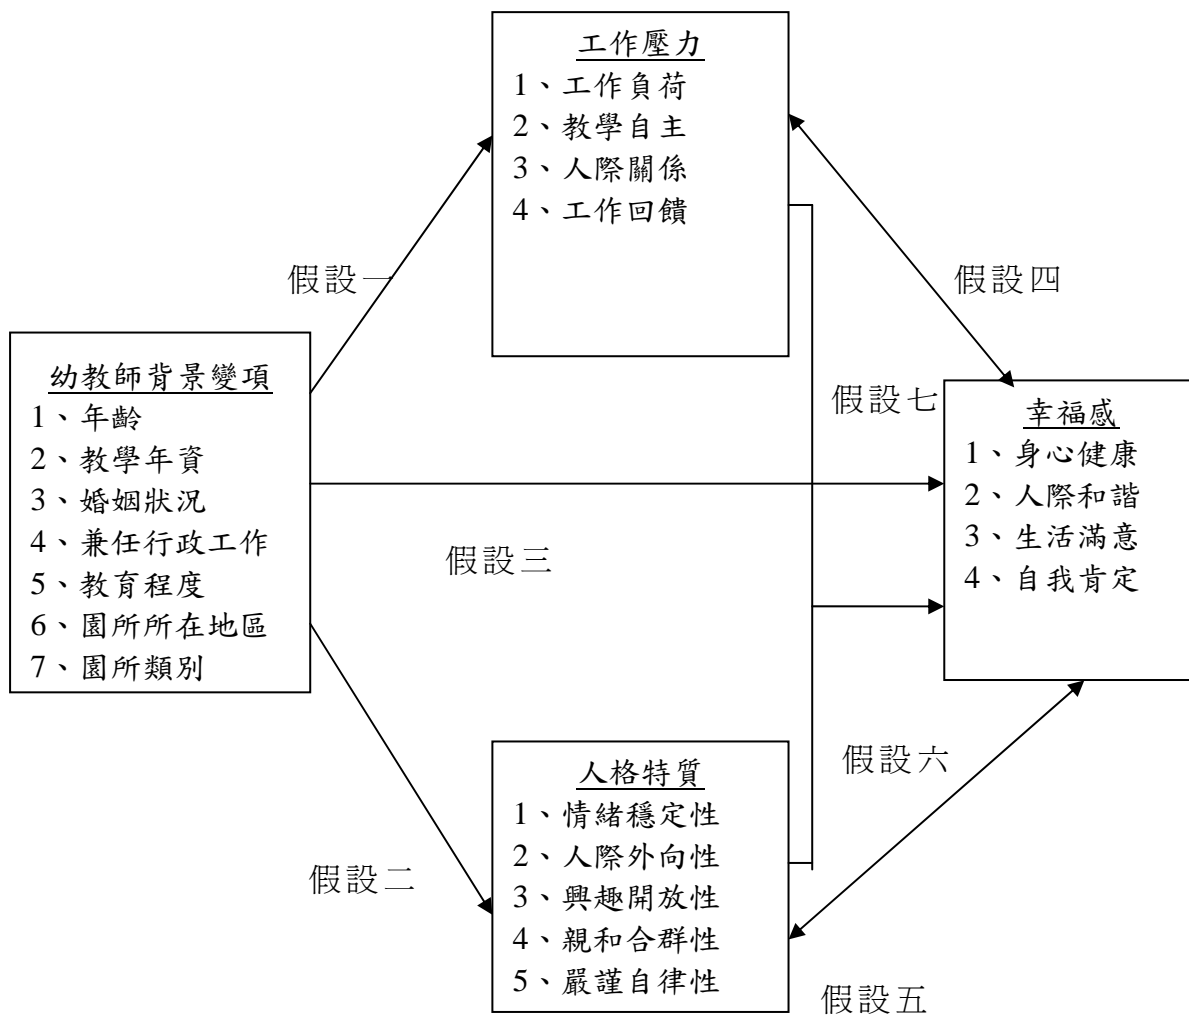 工作壓力
1、工作負荷
2、教學自主
3、人際關係
4、工作回饋
假設一
假設四
幼教師背景變項
1、年齡
2、教學年資
3、婚姻狀況
4、兼任行政工作
5、教育程度
6、園所所在地區
7、園所類別
假設七
幸福感
1、身心健康
2、人際和諧
3、生活滿意
4、自我肯定
假設三
人格特質
1、情緒穩定性
2、人際外向性
3、興趣開放性
4、親和合群性
5、嚴謹自律性
假設六
假設二
假設五